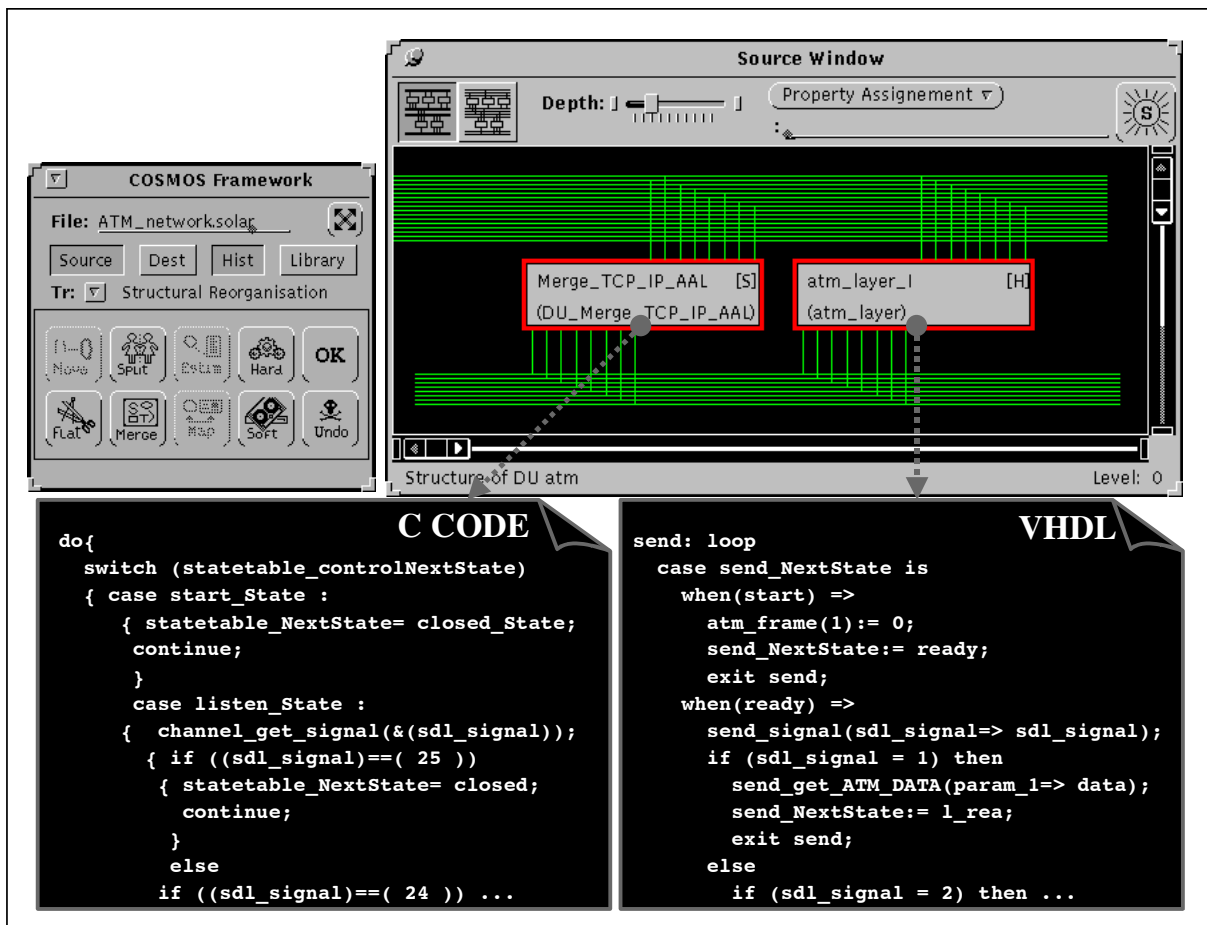 Source Window
Depth:
Property Assignement
:
S
COSMOS Framework
File: ATM_network.solar
Source Dest Hist Library
Tr: Structural Reorganisation
Move Split Estim Hard OK
Flat Merge Map Soft Undo
Merge_TCP_IP_AAL [S]
(DU_Merge_TCP_IP_AAL)
atm_layer_I [H]
(atm_layer)
Structure of DU atm Level: 0
C CODE
do{
switch (statetable_controlNextState)
{ case start_State :
{ statetable_NextState= closed_State;
continue;
}
case listen_State :
{ channel_get_signal(&(sdl_signal));
{ if ((sdl_signal)==( 25 ))
{ statetable_NextState= closed;
continue;
}
else
if ((sdl_signal)==( 24 )) ...
VHDL
send: loop
case send_NextState is
when(start) =>
atm_frame(1):= 0;
send_NextState:= ready;
exit send;
when(ready) =>
send_signal(sdl_signal=> sdl_signal);
if (sdl_signal = 1) then
send_get_ATM_DATA(param_1=> data);
send_NextState:= l_rea;
exit send;
else
if (sdl_signal = 2) then ...